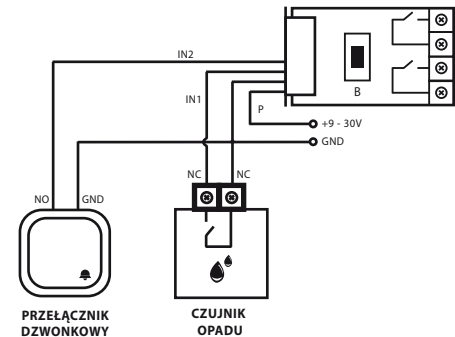 IN2
IN1
B
P
+9 - 30V
GND
NC
NC
NO
GND
PRZEŁĄCZNIK
DZWONKOWY
CZUJNIK
OPADU